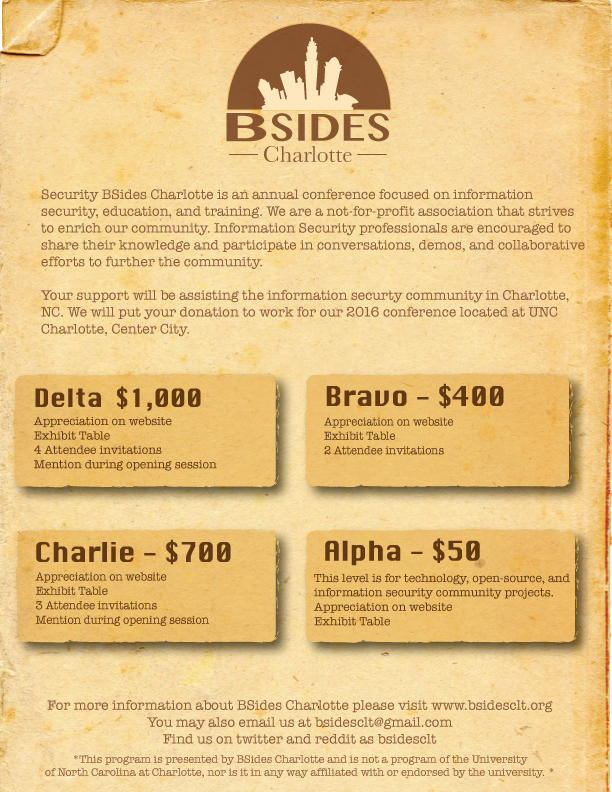 BSIDES
Charlotte
Security BSides Charlotte is an annual conference focused on information
security, education, and training. We are a not-for-profit association that strives
to enrich our community. Information Security professionals are encouraged to
share their knowledge and participate in conversations, demos, and collaborative
efforts to further the community.
Your support will be assisting the information securty community in Charlotte,
NC. We will put your donation to work for our 2016 conference located at UNC
Charlotte, Center City.
Delta $1,000
Appreciation on website
Exhibit Table
4 Attendee invitations
Mention during opening session
Bravo - $400
Appreciation on website
Exhibit Table
2 Attendee invitations
Charlie - $700
Appreciation on website
Exhibit Table
3 Attendee invitations
Mention during opening session
Alpha - $50
This level is for technology, open-source, and
information security community projects.
Appreciation on website
Exhibit Table
For more information about BSides Charlotte please visit www.bsidesclt.org
You may also email us at bsidesclt@gmail.com
Find us on twitter and reddit as bsidesclt
*This program is presented by BSides Charlotte and is not a program of the University
of North Carolina at Charlotte, nor is it in any way affiliated with or endorsed by the university. *